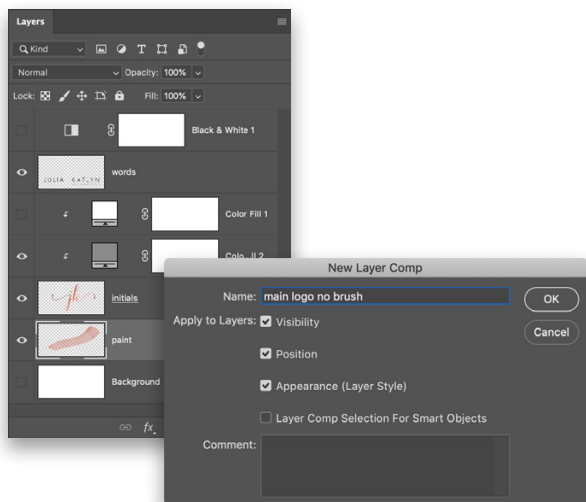 Layers
Kind
Normal Opacity: 100%
Lock: Fill: 100%
Black & White 1
JULIA KATLYN words
Color Fill 1
Colo...ll 2
jk initials
paint
Background
fx
New Layer Comp
Name: main logo no brush
OK
Apply to Layers: Visibility
Cancel
Position
Appearance (Layer Style)
Layer Comp Selection For Smart Objects
Comment: